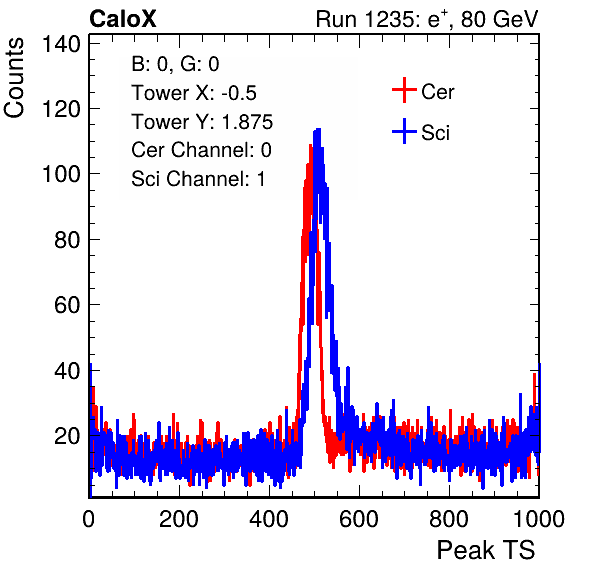 CaloX
Run 1235: e+, 80 GeV
Counts
140
120
100
80
60
40
20
B: 0, G: 0
Tower X: -0.5
Tower Y: 1.875
Cer Channel: 0
Sci Channel: 1
Cer
Sci
0 200 400 600 800 1000
Peak TS